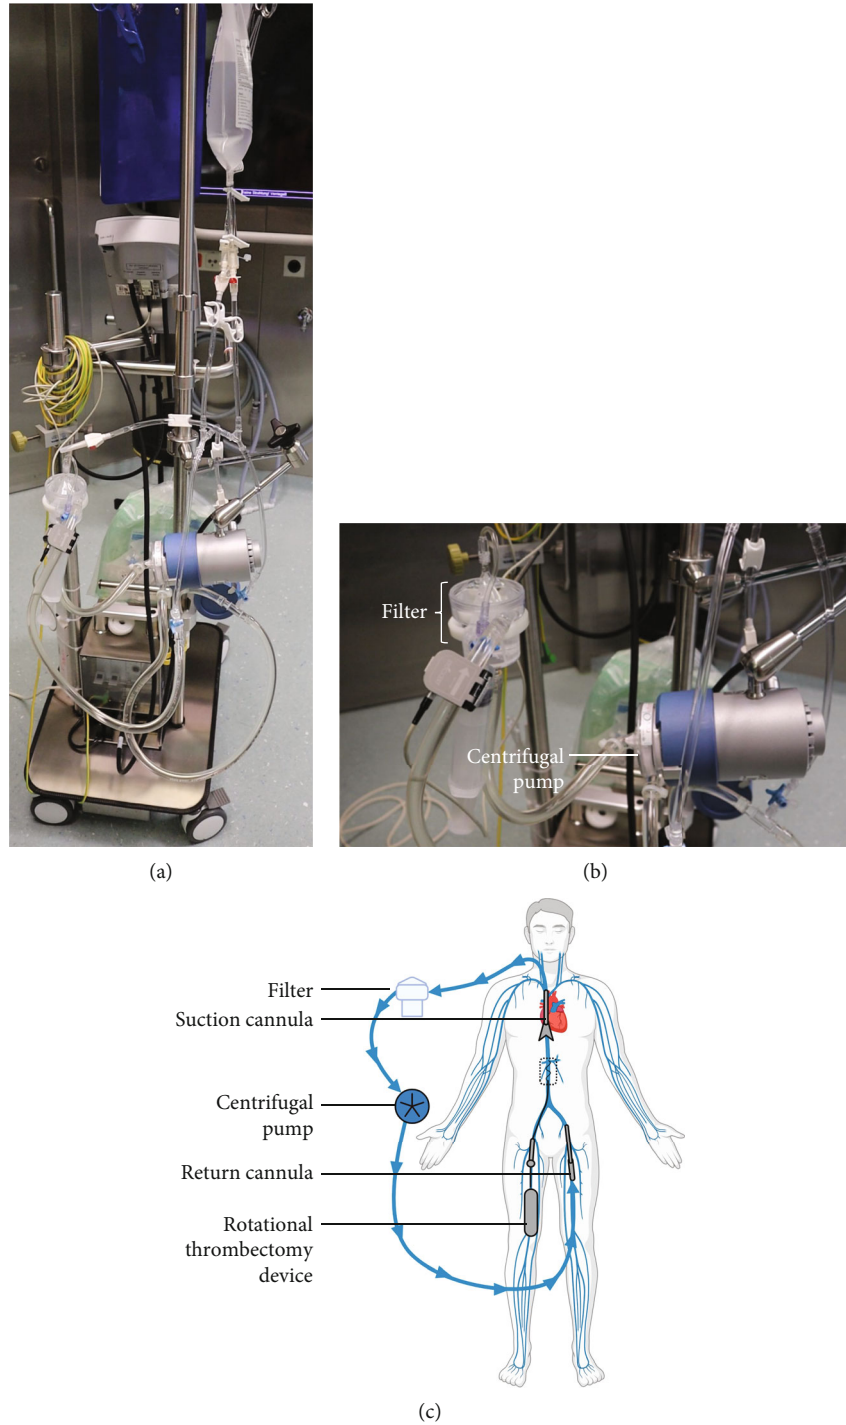 (a)
Filter
Centrifugal
pump
(b)
Filter
Suction cannula
Centrifugal
pump
Return cannula
Rotational
thrombectomy
device
(c)